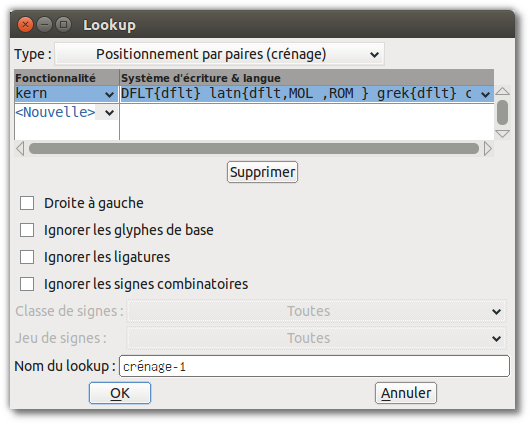 Lookup
Type : Positionnement par paires (crénage)
Fonctionnalité Système d'écriture & langue
kern DFLT{dflt} latn{dflt,MOL ,ROM } grek{dflt} c
<Nouvelle>
Supprimer
Droite à gauche
Ignorer les glyphes de base
Ignorer les ligatures
Ignorer les signes combinatoires
Classe de signes : Toutes
Jeu de signes : Toutes
Nom du lookup : crénage-1
OK Annuler